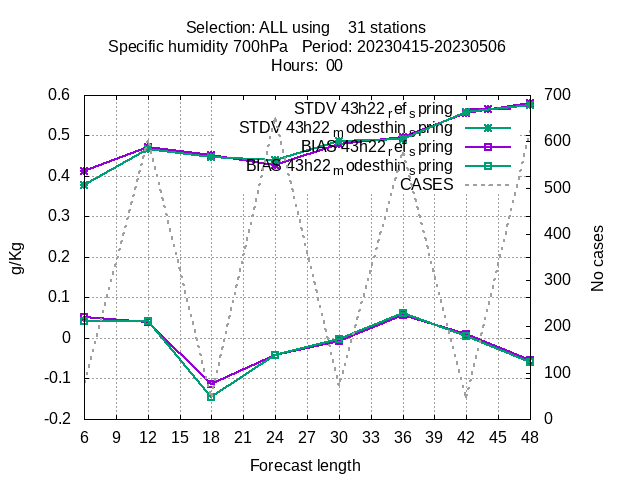 Selection: ALL using    31 stations
Specific humidity 700hPa   Period: 20230415-20230506
Hours:  00
0.6 700
STDV 43h22_ref_spring
STDV 43h22_modesthin_spring
BIAS 43h22_ref_spring
BIAS 43h22_modesthin_spring
CASES
0.5 600
0.4 500
0.3 400
0.2 300
0.1 200
0 100
-0.1 0
-0.2
g/Kg
No cases
6 9 12 15 18 21 24 27 30 33 36 39 42 45 48
Forecast length